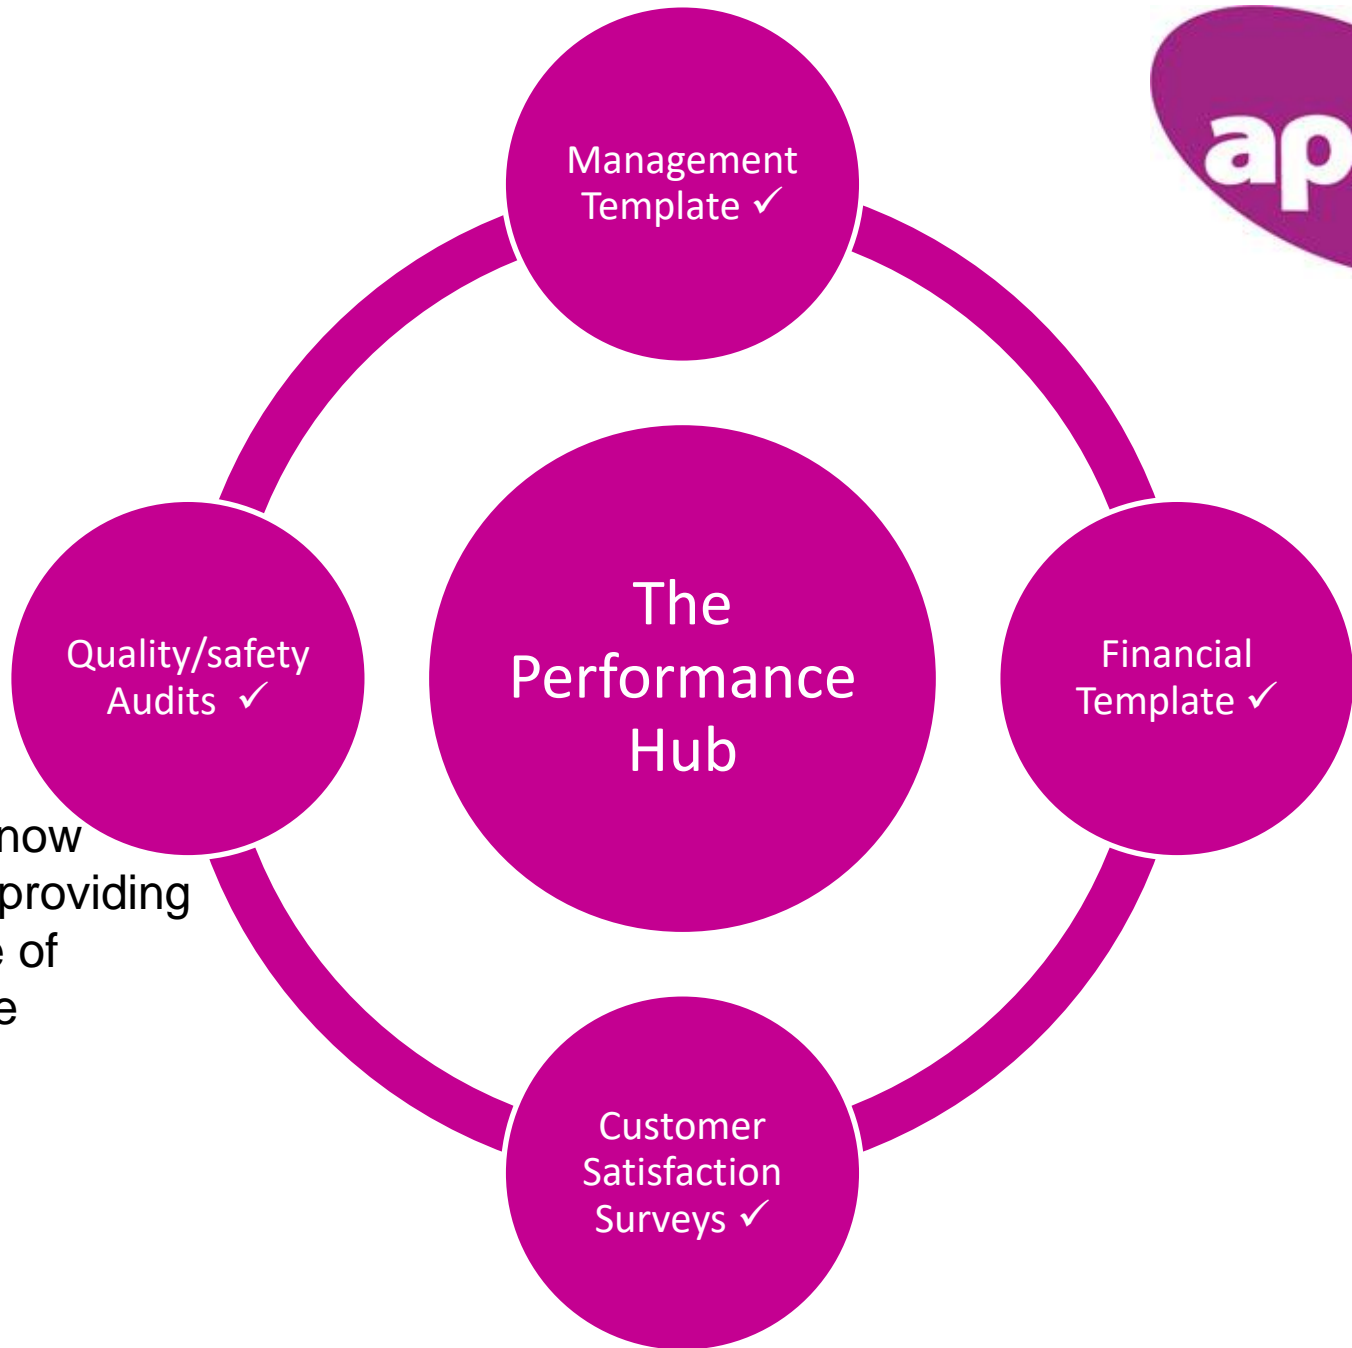 Management
Template ✓
ap
The
Performance
Hub
Quality/safety
Audits ✓
Financial
Template ✓
now
providing
of
Customer
Satisfaction
Surveys ✓